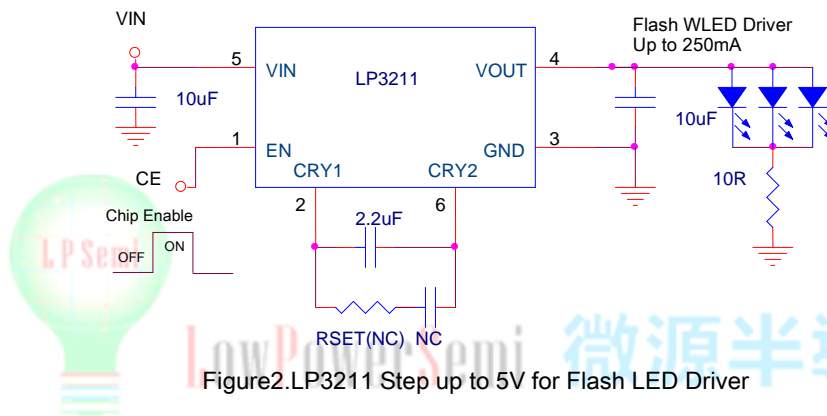 VIN
Flash WLED Driver
Up to 250mA
5
VIN
LP3211
VOUT
4
10uF
10uF
1
EN
GND
3
CE
CRY1
CRY2
10R
2
6
Chip Enable
2.2uF
OFF
ON
LP Semi
RSET(NC)
NC
LowPowerSemi 微源半
Figure2.LP3211 Step up to 5V for Flash LED Driver